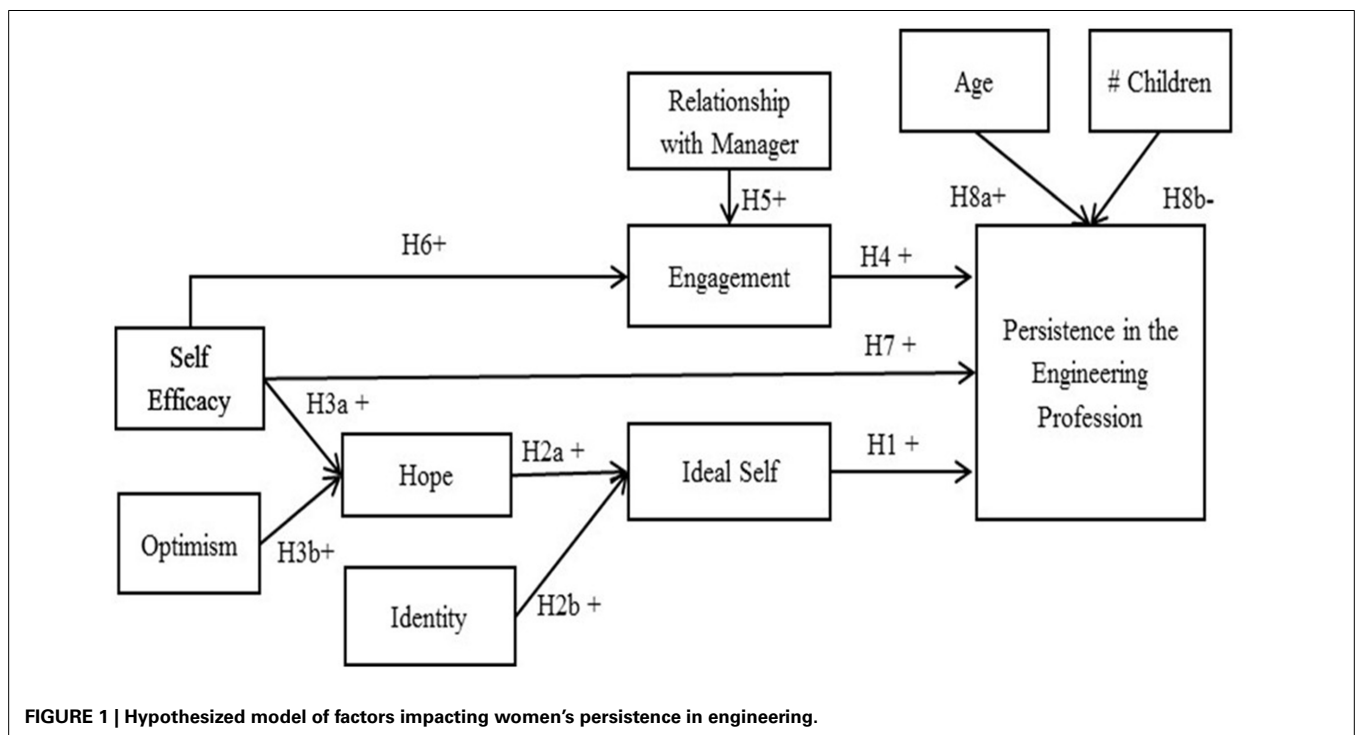 Age
# Children
Relationship
with Manager
H8a+
H8b-
H5+
H6+
Engagement
H4 +
Self
Efficacy
H7 +
Persistence in the
Engineering
Profession
H3a +
Hope
H2a +
Ideal Self
H1 +
Optimism
H3b+
Identity
H2b +
FIGURE 1 | Hypothesized model of factors impacting women’s persistence in engineering.